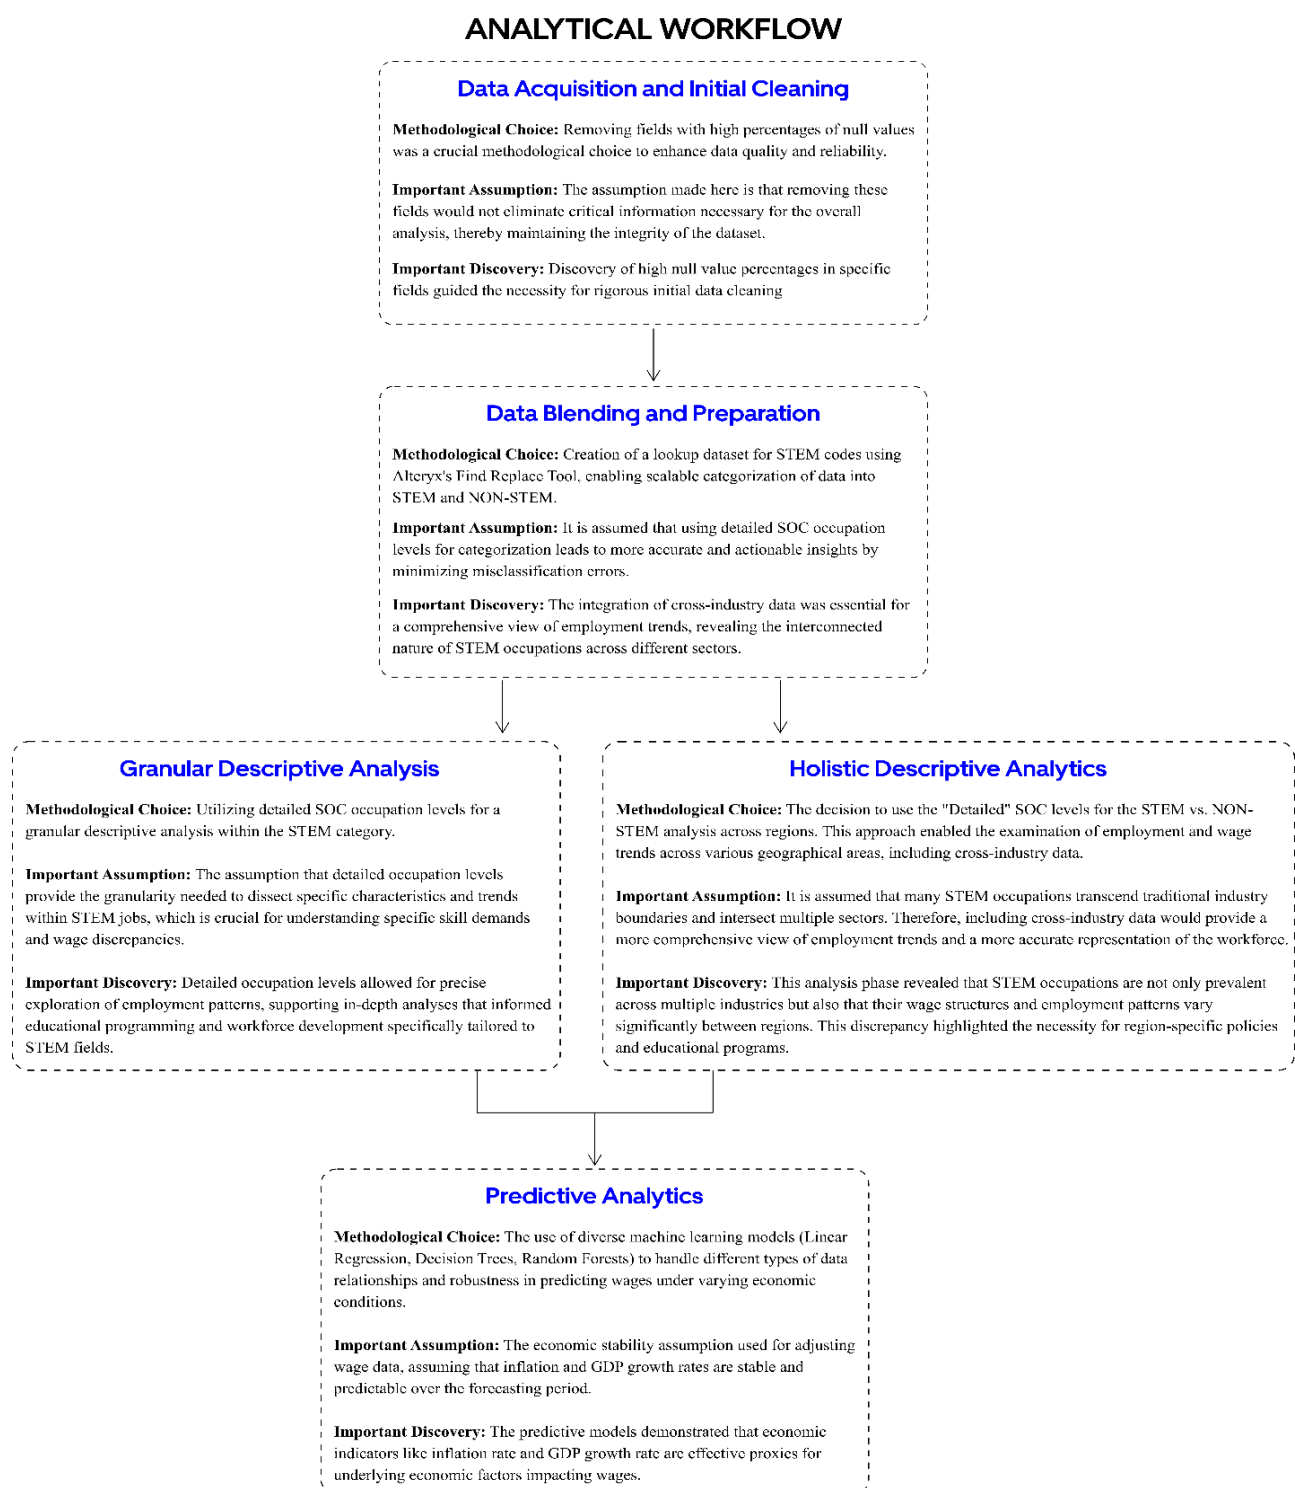 ANALYTICAL WORKFLOW
Data Acquisition and Initial Cleaning
Methodological Choice: Removing fields with high percentages of null values
was a crucial methodological choice to enhance data quality and reliability.
Important Assumption: The assumption made here is that removing these
fields would not eliminate critical information necessary for the overall
analysis, thereby maintaining the integrity of the dataset.
Important Discovery: Discovery of high null value percentages in specific
fields guided the necessity for rigorous initial data cleaning
Data Blending and Preparation
Methodological Choice: Creation of a lookup dataset for STEM codes using
Alteryx's Find Replace Tool, enabling scalable categorization of data into
STEM and NON-STEM.
Important Assumption: It is assumed that using detailed SOC occupation
levels for categorization leads to more accurate and actionable insights by
minimizing misclassification errors.
Important Discovery: The integration of cross-industry data was essential for
a comprehensive view of employment trends, revealing the interconnected
nature of STEM occupations across different sectors.
Granular Descriptive Analysis
Methodological Choice: Utilizing detailed SOC occupation levels for a
granular descriptive analysis within the STEM category.
Important Assumption: The assumption that detailed occupation levels
provide the granularity needed to dissect specific characteristics and trends
within STEM jobs, which is crucial for understanding specific skill demands
and wage discrepancies.
Important Discovery: Detailed occupation levels allowed for precise
exploration of employment patterns, supporting in-depth analyses that informed
educational programming and workforce development specifically tailored to
STEM fields.
Holistic Descriptive Analytics
Methodological Choice: The decision to use the "Detailed" SOC levels for the STEM vs. NON-
STEM analysis across regions. This approach enabled the examination of employment and wage
trends across various geographical areas, including cross-industry data.
Important Assumption: It is assumed that many STEM occupations transcend traditional industry
boundaries and intersect multiple sectors. Therefore, including cross-industry data would provide a
more comprehensive view of employment trends and a more accurate representation of the workforce.
Important Discovery: This analysis phase revealed that STEM occupations are not only prevalent
across multiple industries but also that their wage structures and employment patterns vary
significantly between regions. This discrepancy highlighted the necessity for region-specific policies
and educational programs.
Predictive Analytics
Methodological Choice: The use of diverse machine learning models (Linear
Regression, Decision Trees, Random Forests) to handle different types of data
relationships and robustness in predicting wages under varying economic
conditions.
Important Assumption: The economic stability assumption used for adjusting
wage data, assuming that inflation and GDP growth rates are stable and
predictable over the forecasting period.
Important Discovery: The predictive models demonstrated that economic
indicators like inflation rate and GDP growth rate are effective proxies for
underlying economic factors impacting wages.